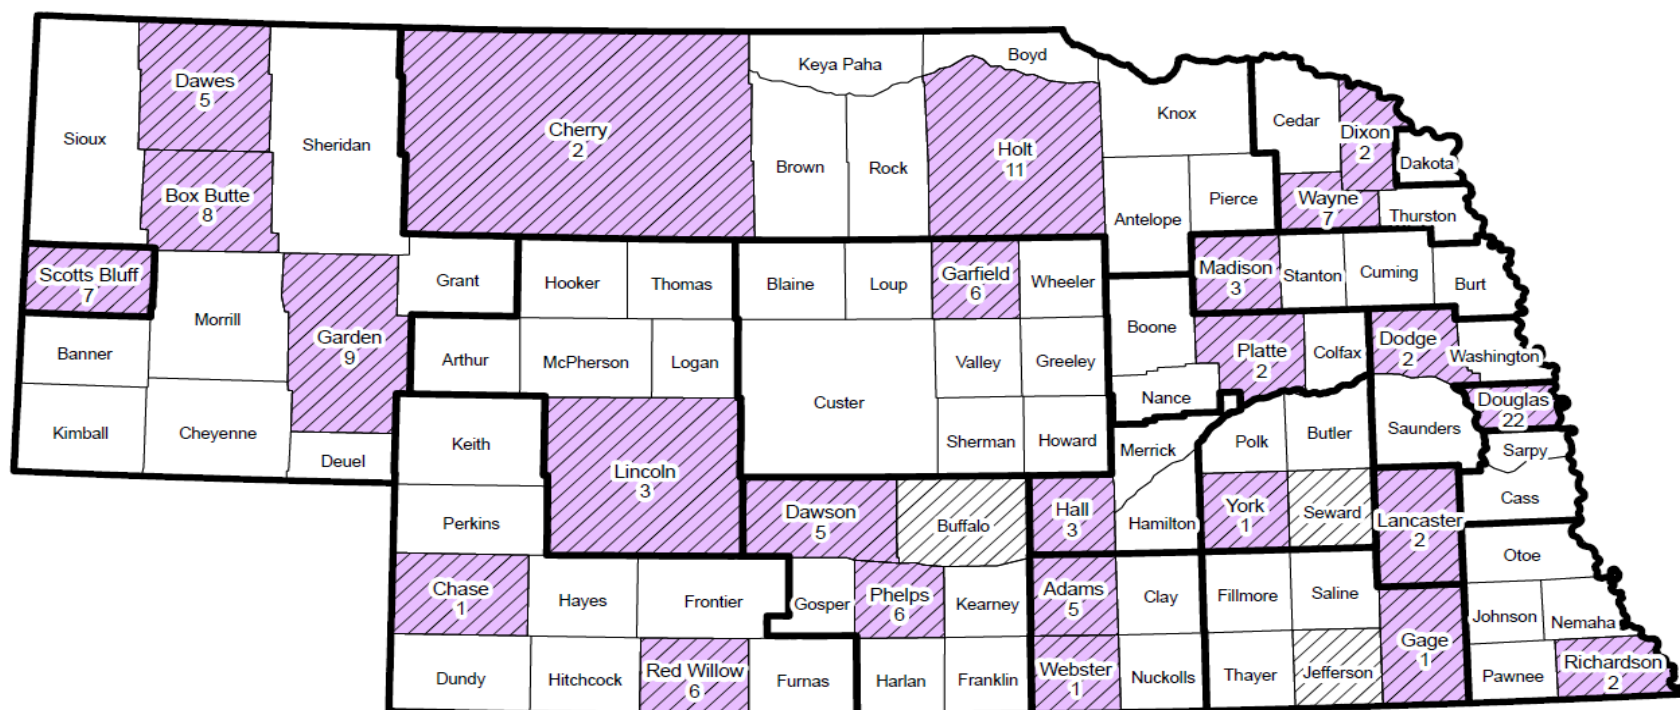 Boyd
Keya Paha
Dawes
5
Knox
Cedar
Cherry
2
Dixon
2
Sioux
Sheridan
Holt
11
Dakota
Brown
Rock
Box Butte
8
Pierce
Wayne
7
Antelope
Thurston
Scotts Bluff
7
Grant
Hooker
Thomas
Blaine
Loup
Garfield
6
Wheeler
Madison
3
Stanton
Cuming
Burt
Morrill
Boone
Garden
9
Banner
Arthur
McPherson
Logan
Valley
Greeley
Platte
2
Colfax
Dodge
2
Washington
Nance
Custer
Douglas
22
Kimball
Cheyenne
Keith
Sherman
Howard
Merrick
Polk
Butler
Saunders
Sarpy
Deuel
Lincoln
3
Cass
Perkins
Dawson
5
Buffalo
Hall
3
Hamilton
York
1
Seward
Lancaster
2
Otoe
Chase
1
Hayes
Frontier
Gosper
Phelps
6
Kearney
Adams
5
Clay
Fillmore
Saline
Johnson
Nemaha
Gage
1
Dundy
Hitchcock
Red Willow
6
Furnas
Harlan
Franklin
Webster
1
Nuckolls
Thayer
Jefferson
Pawnee
Richardson
2